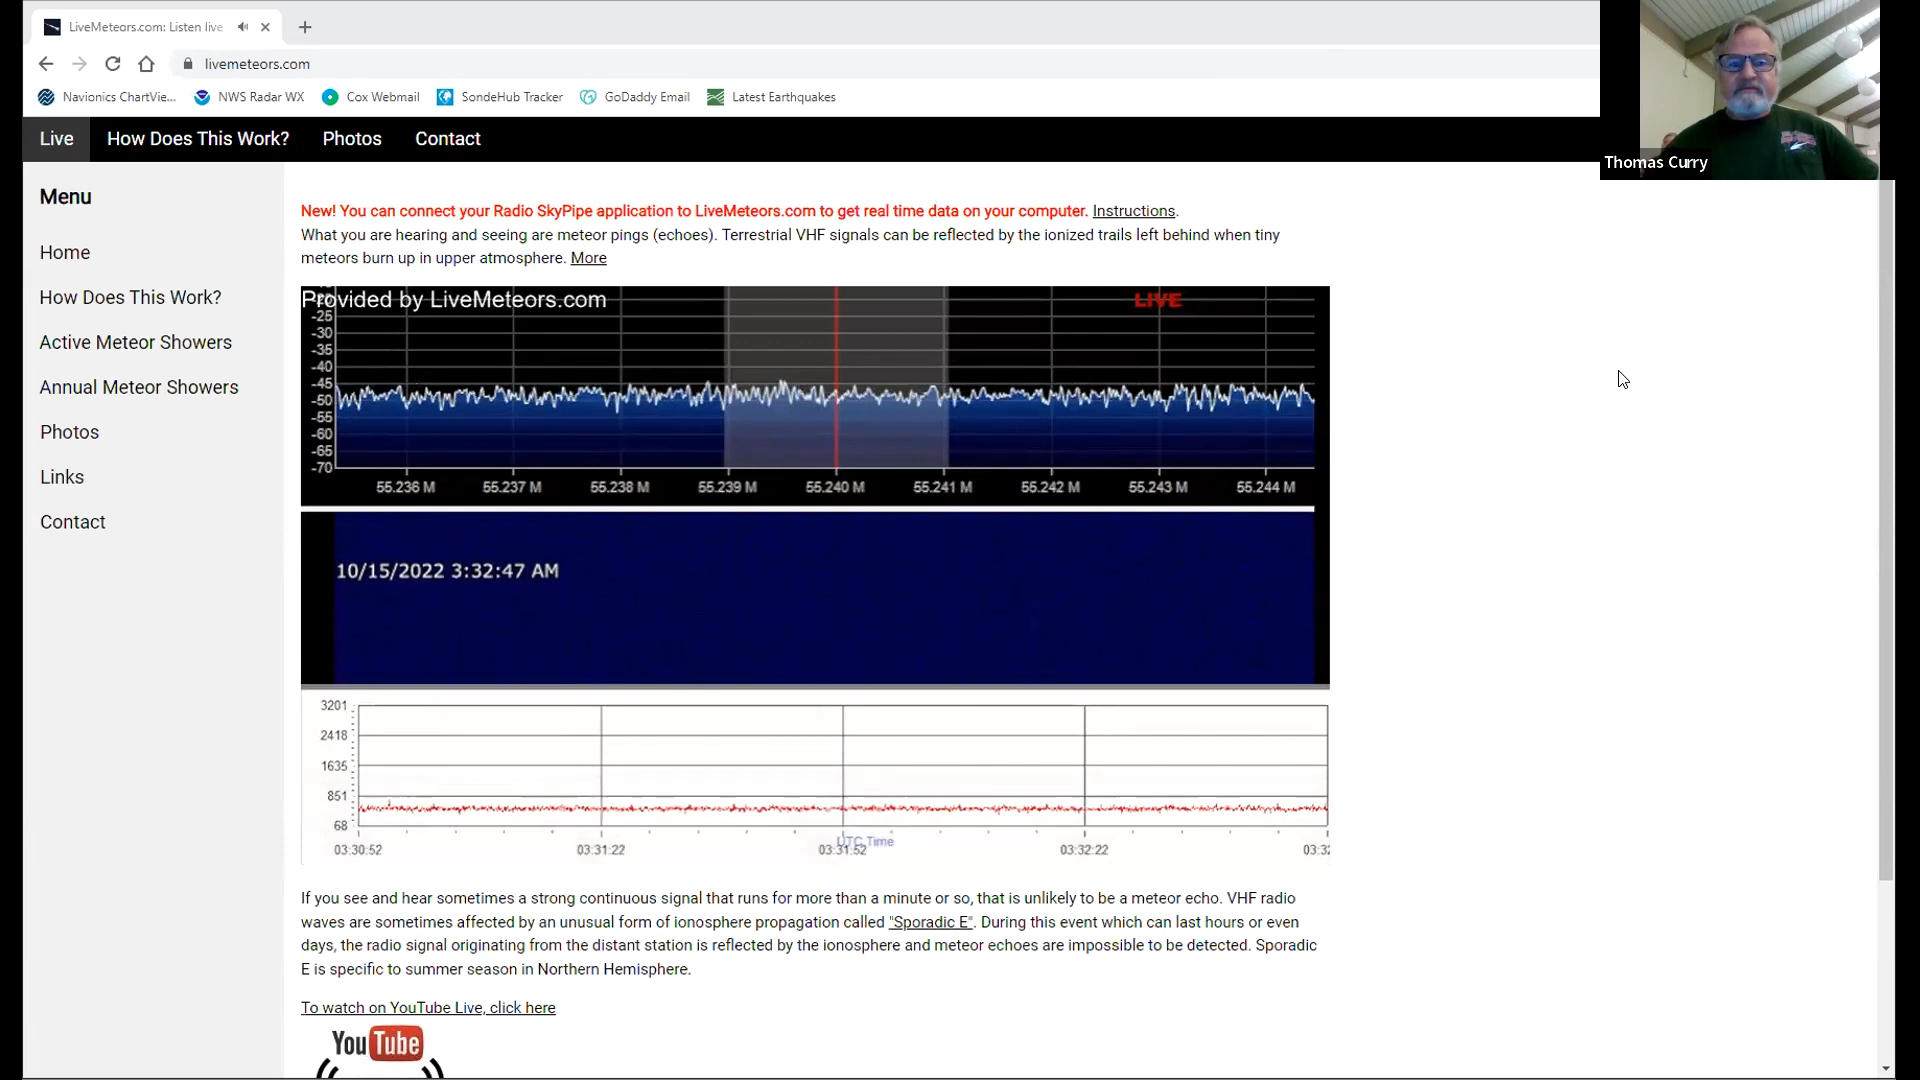 LiveMeteors.com: Listen live
livemeteors.com
Navionics ChartVie... NWS Radar WX Cox Webmail SondeHub Tracker GoDaddy Email Latest Earthquakes
Live How Does This Work? Photos Contact
Thomas Curry
Menu
Home
How Does This Work?
Active Meteor Showers
Annual Meteor Showers
Photos
Links
Contact
New! You can connect your Radio SkyPipe application to LiveMeteors.com to get real time data on your computer. Instructions.
What you are hearing and seeing are meteor pings (echoes). Terrestrial VHF signals can be reflected by the ionized trails left behind when tiny
meteors burn up in upper atmosphere. More
Provided by LiveMeteors.com LIVE
-25
-30
-35
-40
-45
-50
-55
-60
-65
-70
55.236 M 55.237 M 55.238 M 55.239 M 55.240 M 55.241 M 55.242 M 55.243 M 55.244 M
10/15/2022 3:32:47 AM
3201
2418
1635
851
68
UTC Time
03:30:52 03:31:22 03:31:52 03:32:22 03:32
If you see and hear sometimes a strong continuous signal that runs for more than a minute or so, that is unlikely to be a meteor echo. VHF radio
waves are sometimes affected by an unusual form of ionosphere propagation called "Sporadic E". During this event which can last hours or even
days, the radio signal originating from the distant station is reflected by the ionosphere and meteor echoes are impossible to be detected. Sporadic
E is specific to summer season in Northern Hemisphere.
To watch on YouTube Live, click here
YouTube